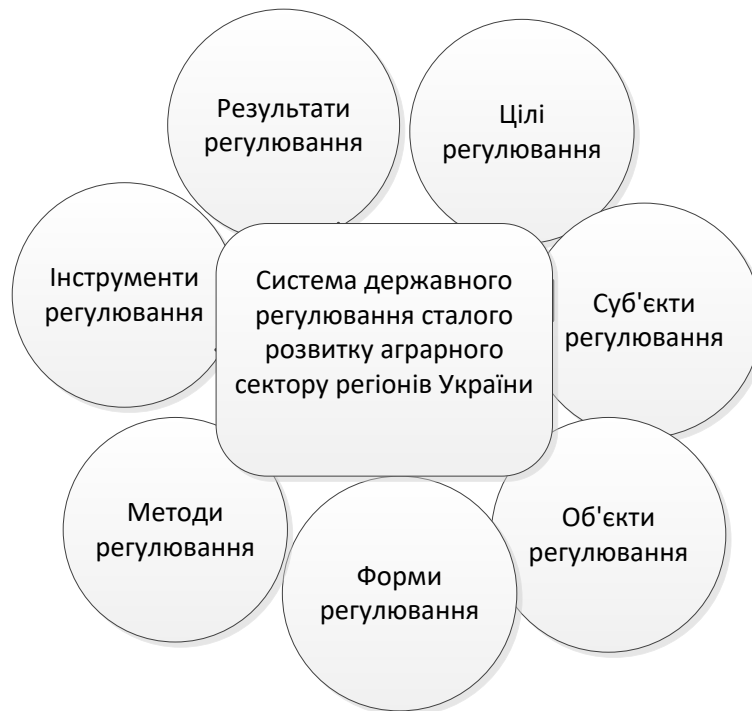 Результати
регулювання
Цілі
регулювання
Інструменти
регулювання
Система державного
регулювання сталого
розвитку аграрного
сектору регіонів України
Суб'єкти
регулювання
Методи
регулювання
Форми
регулювання
Об'єкти
регулювання